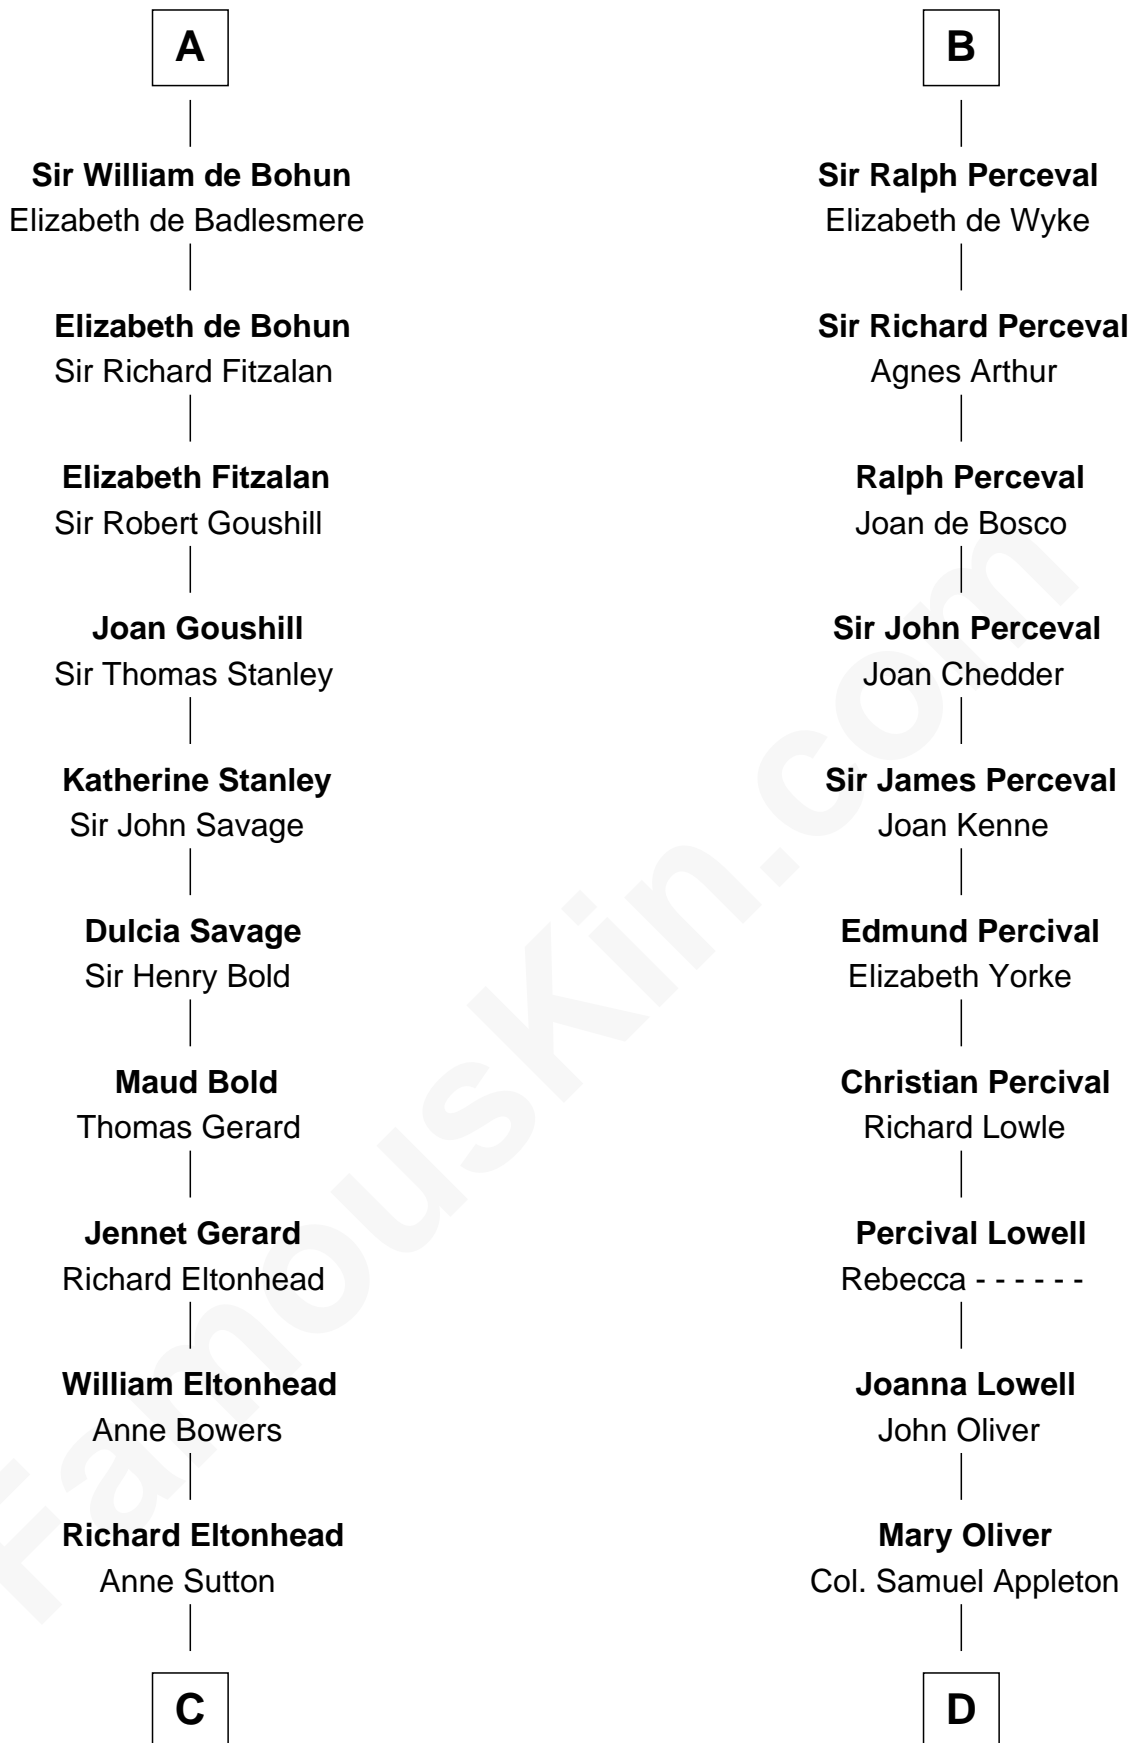 A
Sir William de Bohun
Elizabeth de Badlesmere
Elizabeth de Bohun
Sir Richard Fitzalan
Elizabeth Fitzalan
Sir Robert Goushill
Joan Goushill
Sir Thomas Stanley
Katherine Stanley
Sir John Savage
Dulcia Savage
Sir Henry Bold
Maud Bold
Thomas Gerard
Jennet Gerard
Richard Eltonhead
William Eltonhead
Anne Bowers
Richard Eltonhead
Anne Sutton
C
B
Sir Ralph Perceval
Elizabeth de Wyke
Sir Richard Perceval
Agnes Arthur
Ralph Perceval
Joan de Bosco
Sir John Perceval
Joan Chedder
Sir James Perceval
Joan Kenne
Edmund Percival
Elizabeth Yorke
Christian Percival
Richard Lowle
Percival Lowell
Rebecca - - - - - -
Joanna Lowell
John Oliver
Mary Oliver
Col. Samuel Appleton
D
FamousKin.com